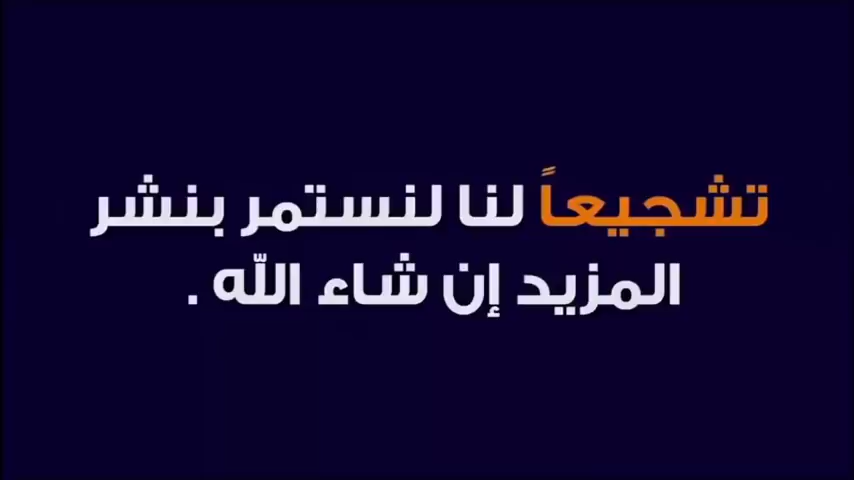 تشجيعاً لنا لنستمر بنشر
المزيد إن شاء الله .